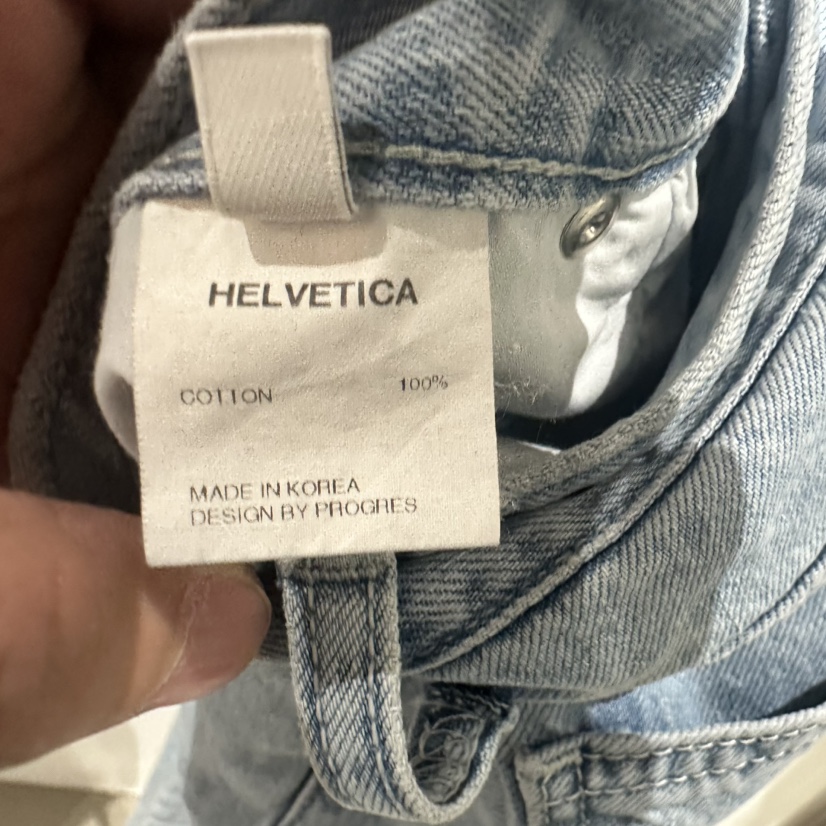 HELVETICA
COTTON 100%
MADE IN KOREA
DESIGN BY PROGRES